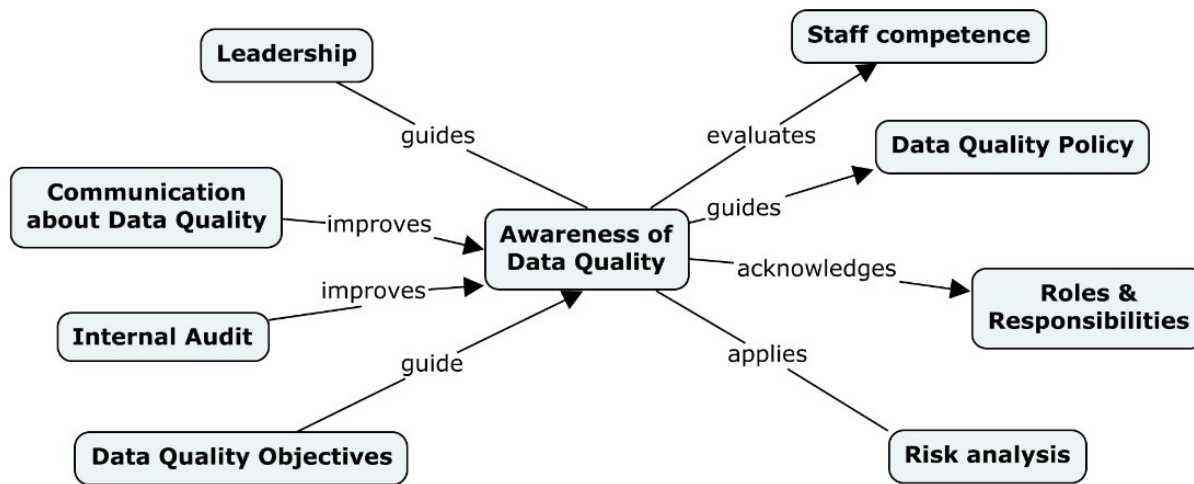 Leadership
guides
Communication
about Data Quality
improves
Internal Audit
improves
Data Quality Objectives
guide
Awareness of
Data Quality
Staff competence
evaluates
Data Quality Policy
guides
acknowledges
Roles &
Responsibilities
applies
Risk analysis